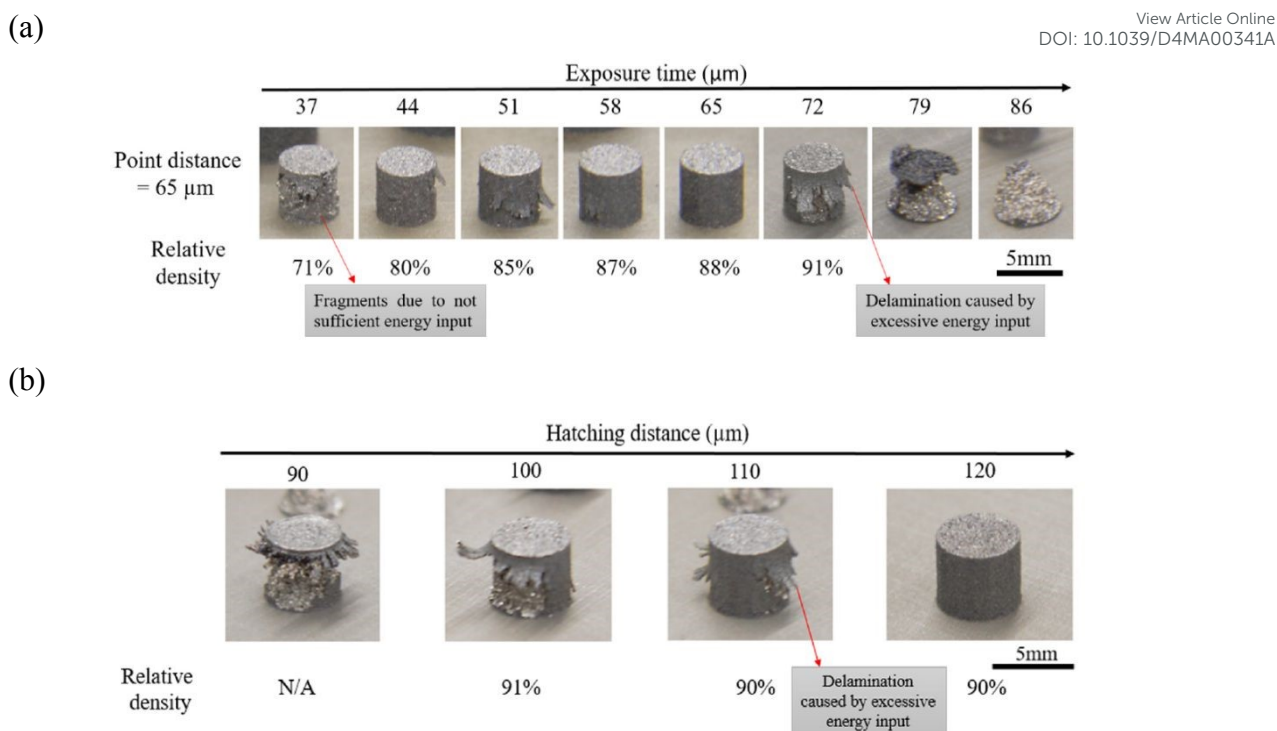 View Article Online
DOI: 10.1039/D4MA00341A
(a)
Exposure time (μm)
37 44 51 58 65 72 79 86
Point distance
= 65 μm
Relative
density
71% 80% 85% 87% 88% 91%
5mm
Fragments due to not
sufficient energy input
Delamination caused by
excessive energy input
(b)
Hatching distance (μm)
90 100 110 120
5mm
Relative
density
N/A 91% 90% 90%
Delamination
caused by excessive
energy input